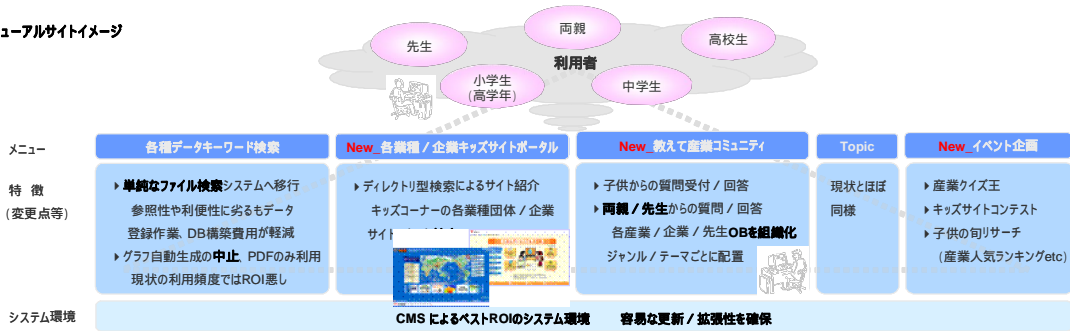 ューアルサイトイメージ
両親
先生
高校生
利用者
小学生
(高学年)
中学生
メニュー
各種データキーワード検索
New_各業種/企業キッズサイトポータル
New_教えて産業コミュニティ
Topic
New_イベント企画
特 徴
(変更点等)
単純なファイル検索システムへ移行
参照性や利便性に劣るもデータ
登録作業、DB構築費用が軽減
グラフ自動生成の中止、PDFのみ利用
現状の利用頻度ではROI悪し
ディレクトリ型検索によるサイト紹介
キッズコーナーの各業種団体/企業
サイト
子供からの質問受付/回答
両親/先生からの質問/回答
各産業/企業/先生OBを組織化
ジャンル/テーマごとに配置
現状とほぼ
同様
産業クイズ王
キッズサイトコンテスト
子供の旬リサーチ
(産業人気ランキングetc)
システム環境
CMSによるベストROIのシステム環境 容易な更新/拡張性を確保